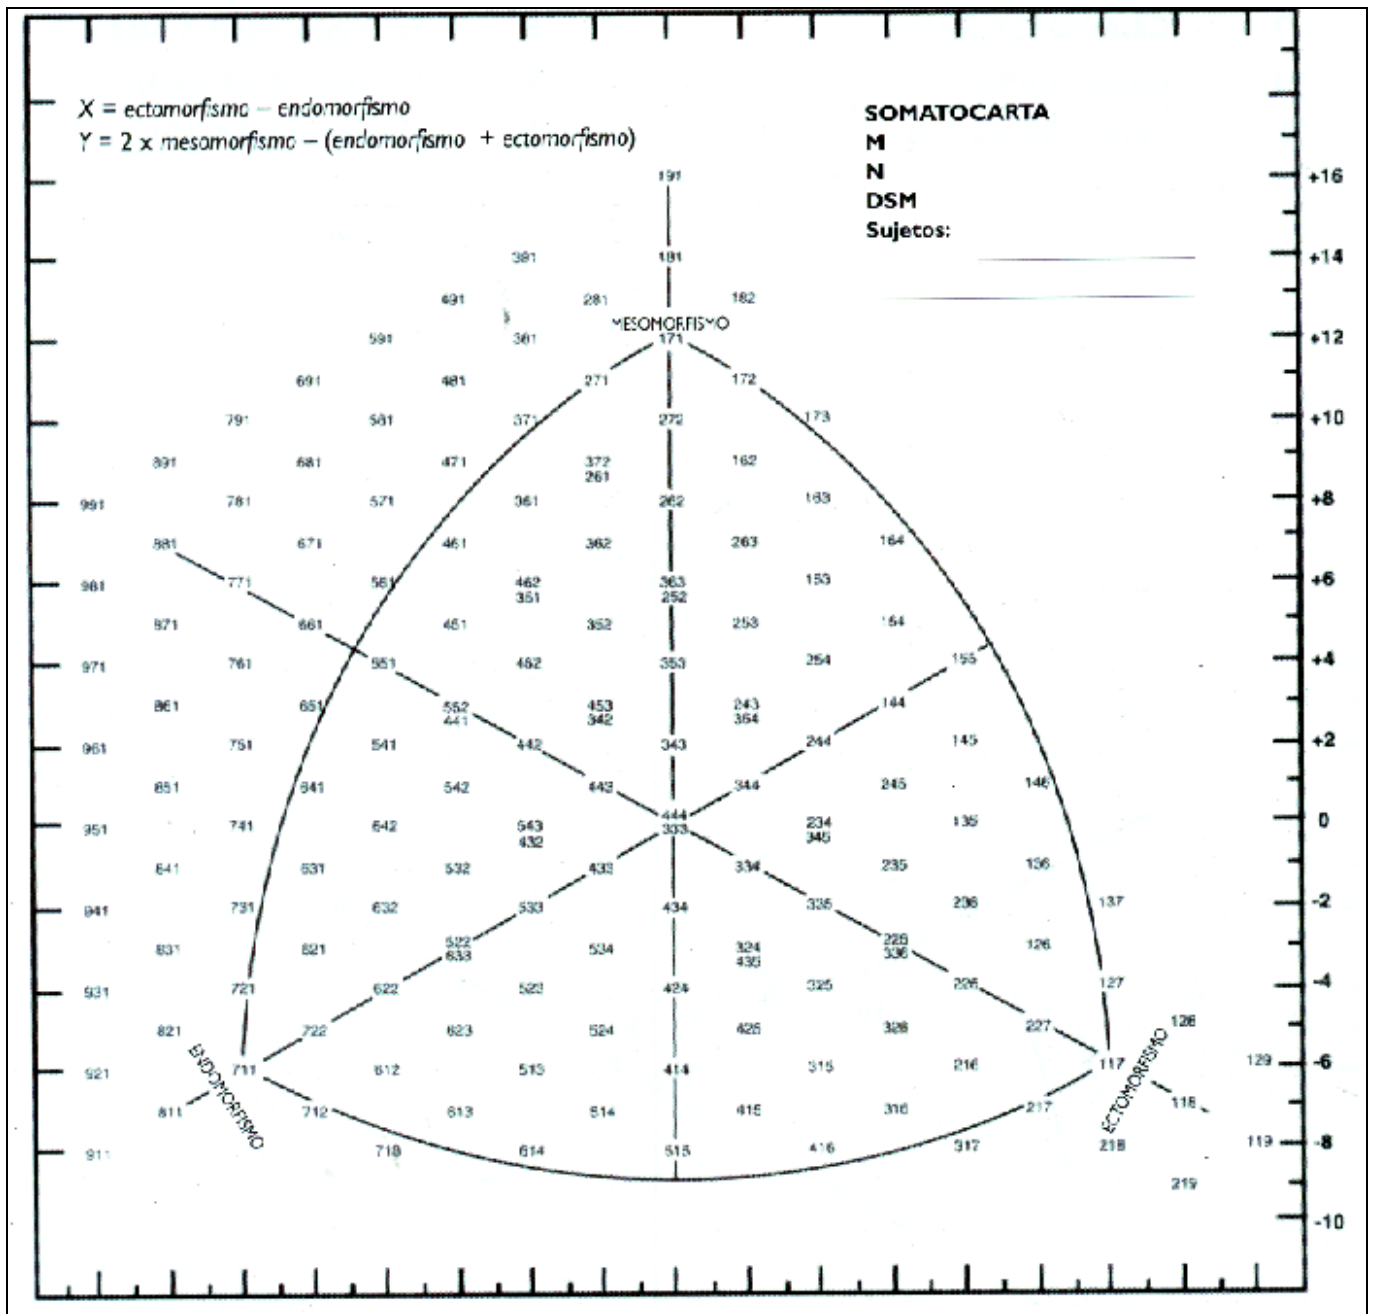 X = ectomorfismo – endomorfismo
Y = 2 x mesomorfismo – (endomorfismo + ectomorfismo)
SOMATOCARTA
M
N
DSM
Sujetos:
191 +16
391 181 +14
491 281 182
MESOMORFISMO
591 381 171 +12
691 481 271 172
791 581 371 272 173 +10
891 681 471 372 162
261
991 781 571 361 262 163 +8
881 671 461 362 263 164
981 771 561 462 363 153 +6
351 252
871 661 451 352 253 154
971 761 551 452 353 254 155 +4
861 651 552 453 243 144
441 342 354
961 751 541 442 343 244 145 +2
851 641 542 443 344 245 146
444
951 741 642 543 333 234 135 0
432 345
841 631 532 433 334 235 136
941 731 632 533 434 335 236 137 -2
831 621 522 534 324 225 126
633 435 336
931 721 622 523 424 325 226 127 -4
821 722 623 524 425 326 227 128
ENDOMORFISMO
ECTOMORFISMO
921 711 612 513 414 315 216 117 129 -6
811 712 613 514 415 316 217 118
911 713 614 515 416 317 218 119 -8
219
-10